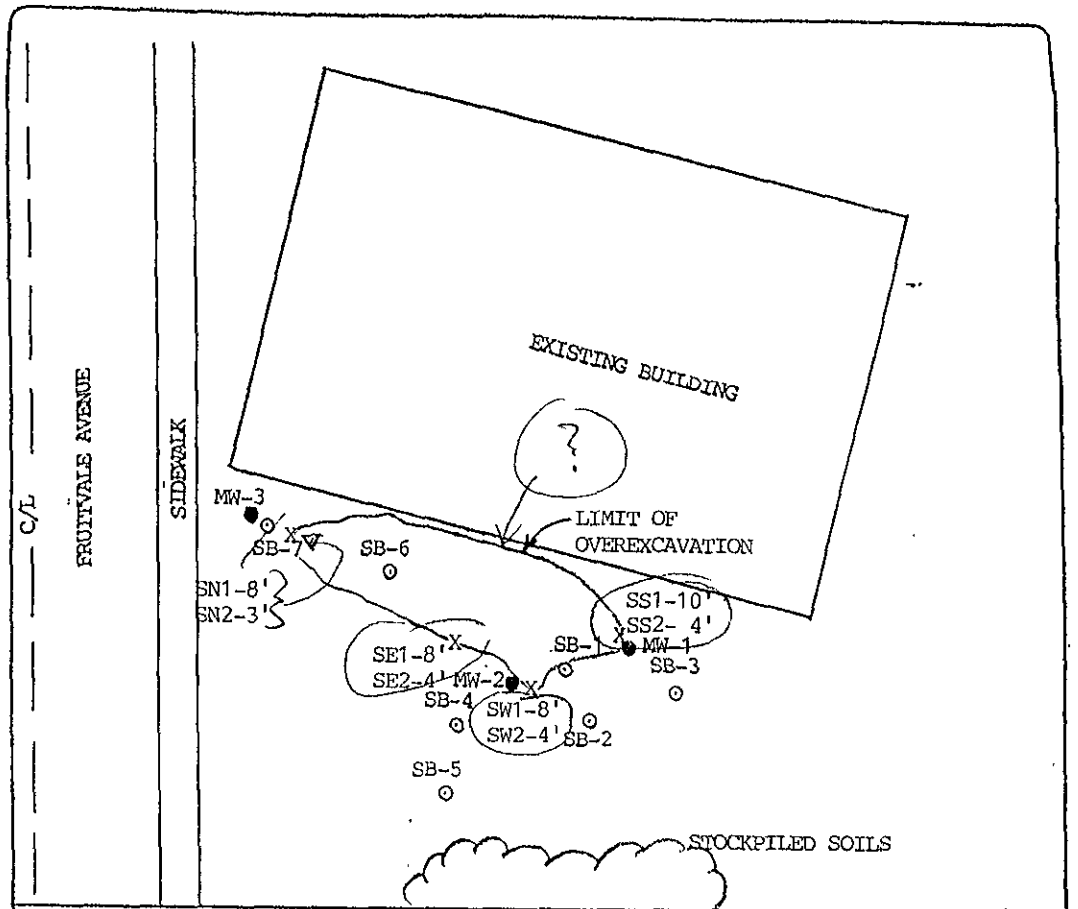 EXISTING BUILDING
?
C/L
FRUITVALE AVENUE
SIDEWALK
MW-3
LIMIT OF
OVEREXCAVATION
SB-7
SB-6
SN1-8'
SN2-3'
SS1-10'
SS2- 4'
SB-1
MW-1
SB-3
SE1-8'
SE2-4'
MW-2
SB-4
SW1-8'
SW2-4'
SB-2
SB-5
STOCKPILED SOILS